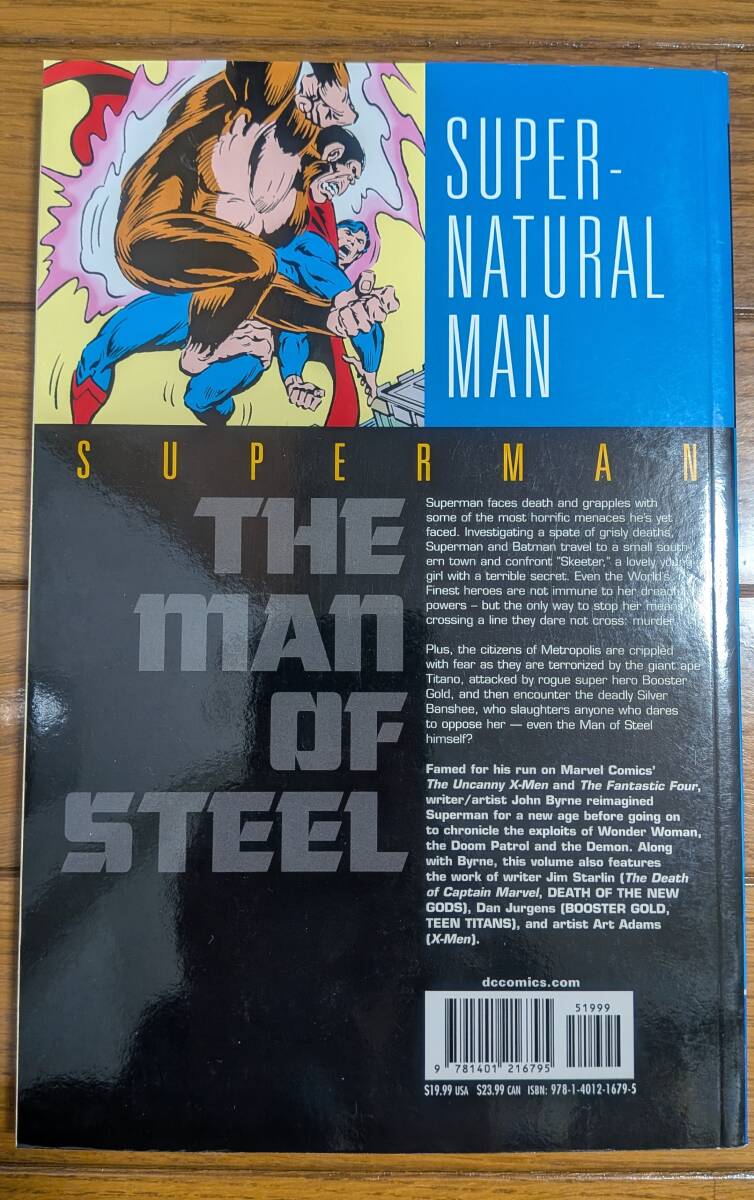 SUPER-
NATURAL
MAN
SUPERMAN
THE
MAN
OF
STEEL
Superman faces death and grapples with
some of the most horrific menaces he's yet
faced. Investigating a spate of grisly deaths,
Superman and Batman travel to a small south-
ern town and confront "Skeeter," a lovely young
girl with a terrible secret. Even the World's
Finest heroes are not immune to her dread
powers – but the only way to stop her means
crossing a line they dare not cross: murder.
Plus, the citizens of Metropolis are crippled
with fear as they are terrorized by the giant ape
Titano, attacked by rogue super hero Booster
Gold, and then encounter the deadly Silver
Banshee, who slaughters anyone who dares
to oppose her — even the Man of Steel
himself?
Famed for his run on Marvel Comics'
The Uncanny X-Men and The Fantastic Four,
writer/artist John Byrne reimagined
Superman for a new age before going on
to chronicle the exploits of Wonder Woman,
the Doom Patrol and the Demon. Along
with Byrne, this volume also features
the work of writer Jim Starlin (The Death
of Captain Marvel, DEATH OF THE NEW
GODS), Dan Jurgens (BOOSTER GOLD,
TEEN TITANS), and artist Art Adams
(X-Men).
dccomics.com
51999
9 781401 216795
$19.99 USA $23.99 CAN ISBN: 978-1-4012-1679-5